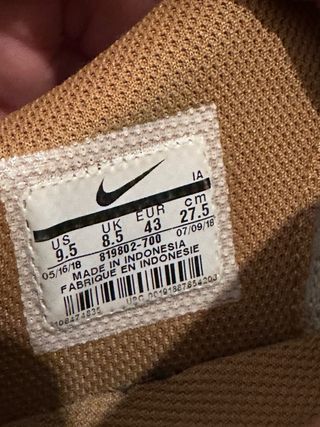 IA
US UK EUR cm
9.5 8.5 43 27.5
819802-700
05/16/18 07/09/18
MADE IN INDONESIA
FABRIQUE EN INDONESIE